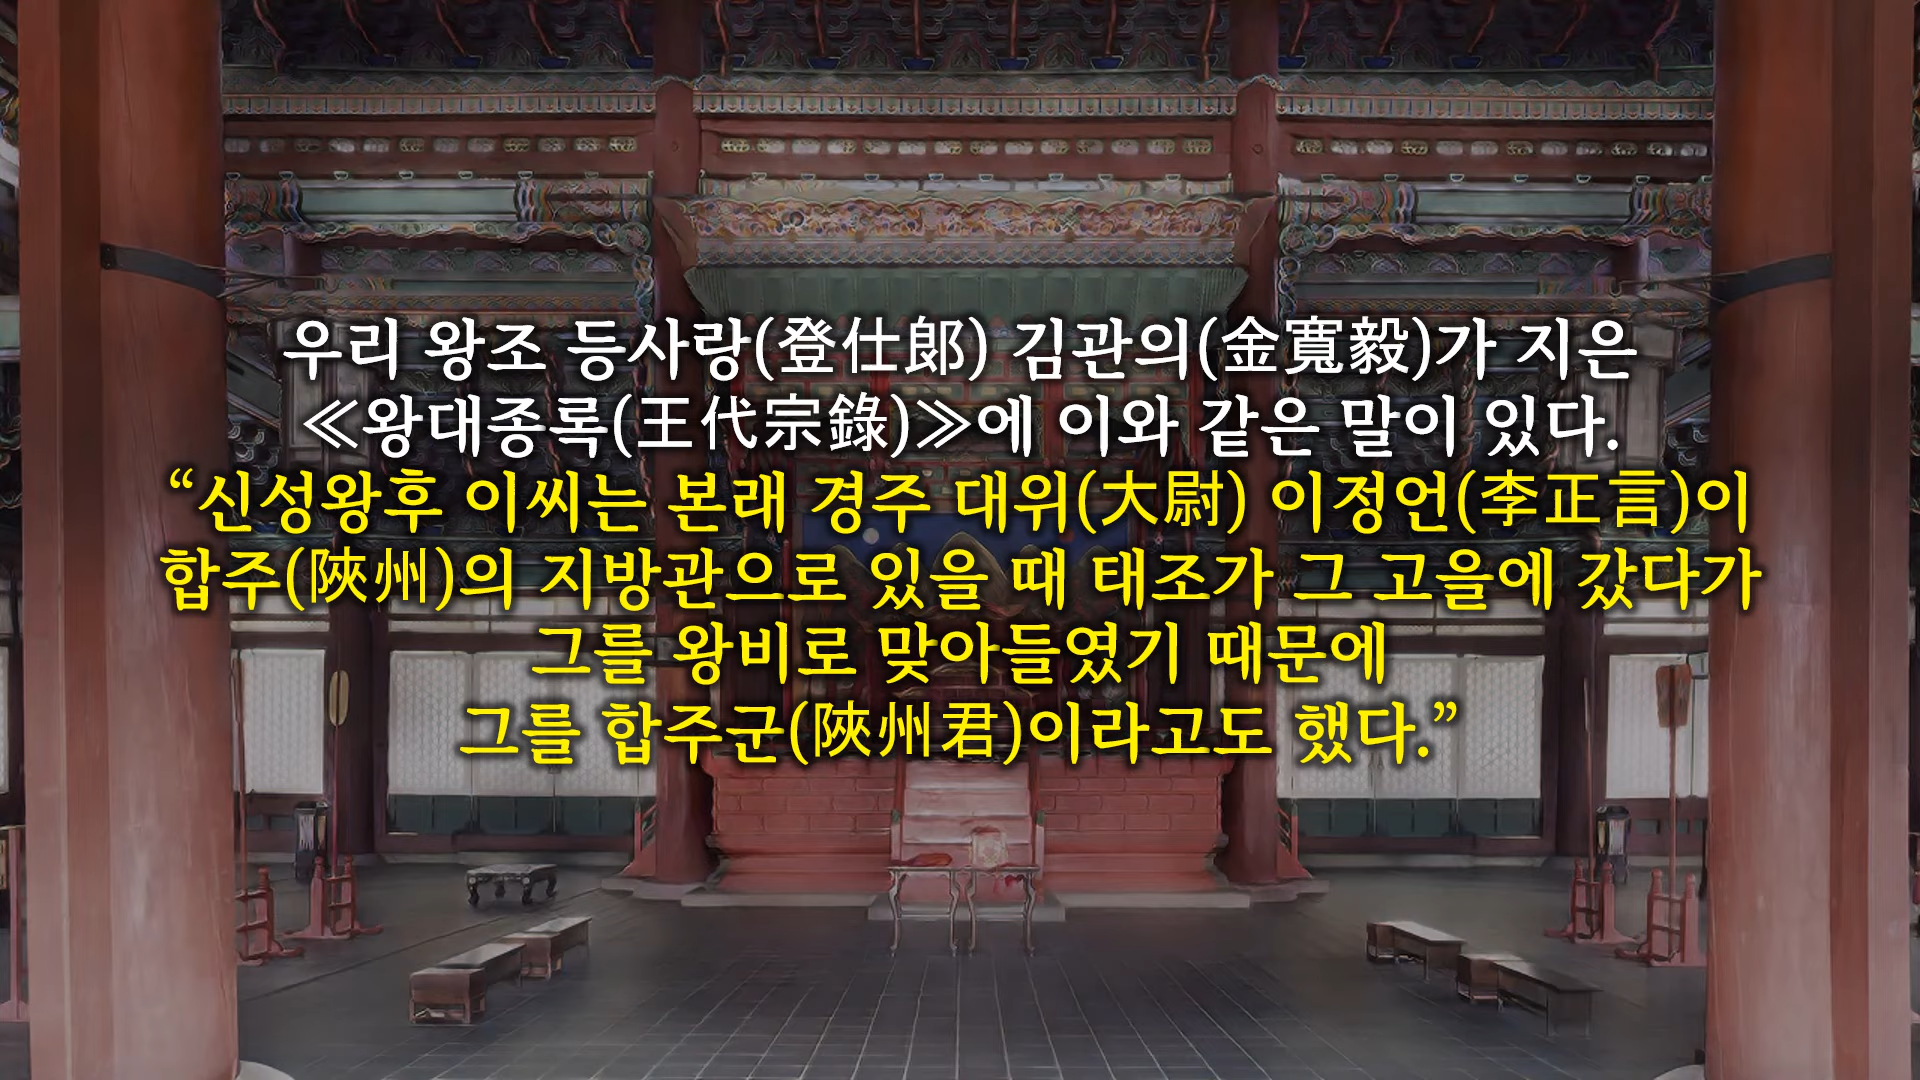 우리 왕조 등사랑(登仕郞) 김관의(金寬毅)가 지은
≪왕대종록(王代宗錄)≫에 이와 같은 말이 있다.
“신성왕후 이씨는 본래 경주 대위(大尉) 이정언(李正言)이
합주(陜州)의 지방관으로 있을 때 태조가 그 고을에 갔다가
그를 왕비로 맞아들였기 때문에
그를 합주군(陜州君)이라고도 했다.”